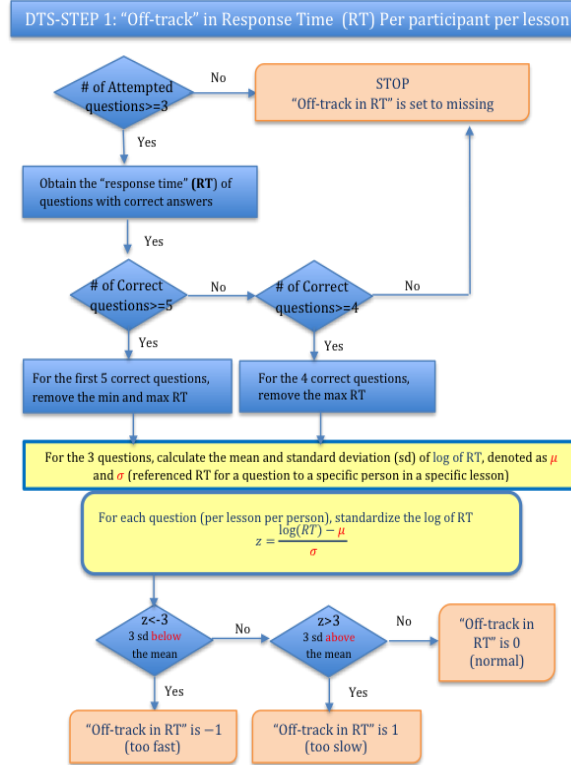 DTS-STEP 1: “Off-track” in Response Time (RT) Per participant per lesson
# of Attempted
questions>=3
No
STOP
“Off-track in RT” is set to missing
Yes
Obtain the “response time” (RT) of
questions with correct answers
Yes
# of Correct
questions>=5
No
# of Correct
questions>=4
No
Yes
Yes
For the first 5 correct questions,
remove the min and max RT
For the 4 correct questions,
remove the max RT
For the 3 questions, calculate the mean and standard deviation (sd) of log of RT, denoted as μ
and σ (referenced RT for a question to a specific person in a specific lesson)
For each question (per lesson per person), standardize the log of RT
z = (log(RT) − μ) / σ
z<-3
3 sd below
the mean
No
z>3
3 sd above
the mean
No
“Off-track in
RT” is 0
(normal)
Yes
Yes
“Off-track in RT” is −1
(too fast)
“Off-track in RT” is 1
(too slow)